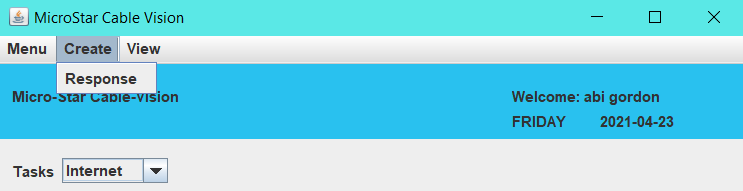 MicroStar Cable Vision
Menu Create View
Response
Micro-Star Cable-Vision
Welcome: abi gordon
FRIDAY 2021-04-23
Tasks Internet